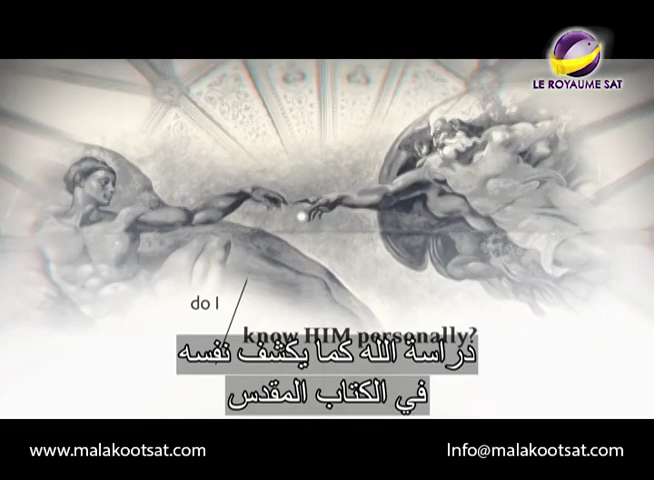 LE ROYAUME SAT
do I
know HIM personally?
دراسة الله كما يكشف نفسه
في الكتاب المقدس
www.malakootsat.com
Info@malakootsat.com